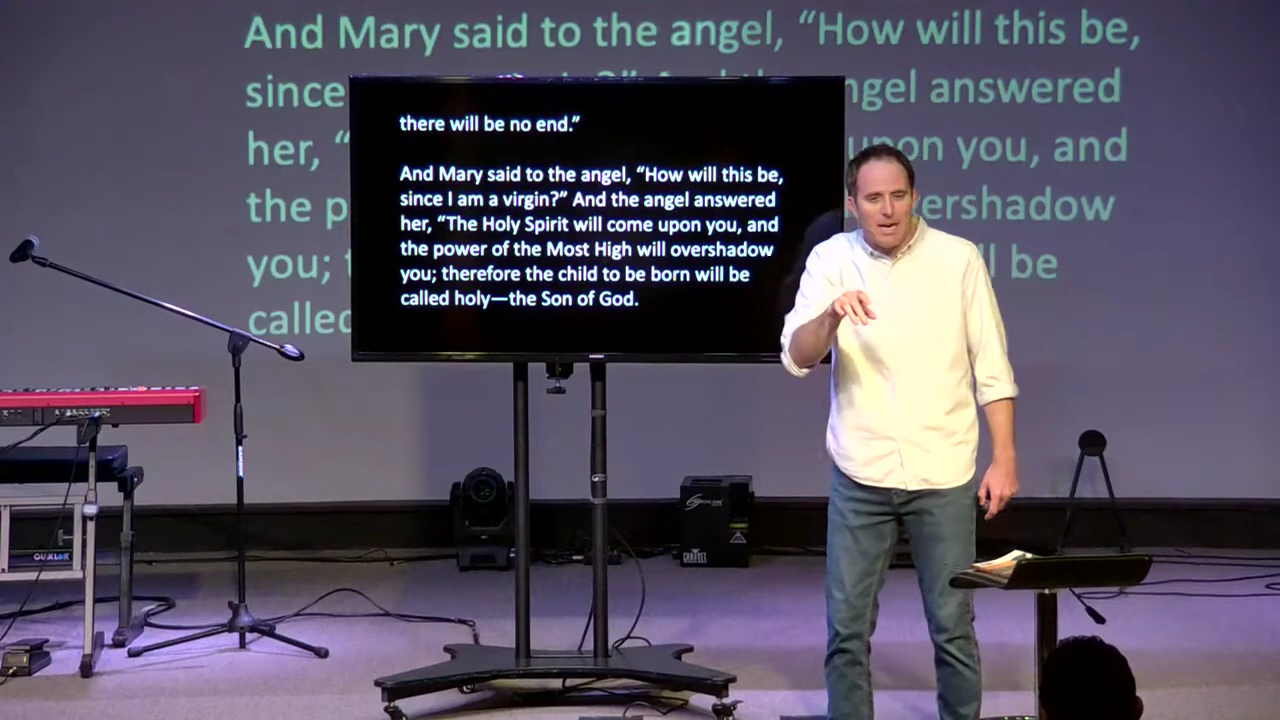 And Mary said to the angel, “How will this be,
since
ngel answered
her, “
upon you, and
the p
ershadow
you;
l be
called
there will be no end.”
And Mary said to the angel, “How will this be,
since I am a virgin?” And the angel answered
her, “The Holy Spirit will come upon you, and
the power of the Most High will overshadow
you; therefore the child to be born will be
called holy—the Son of God.
QUIKLOK
CHAUVET